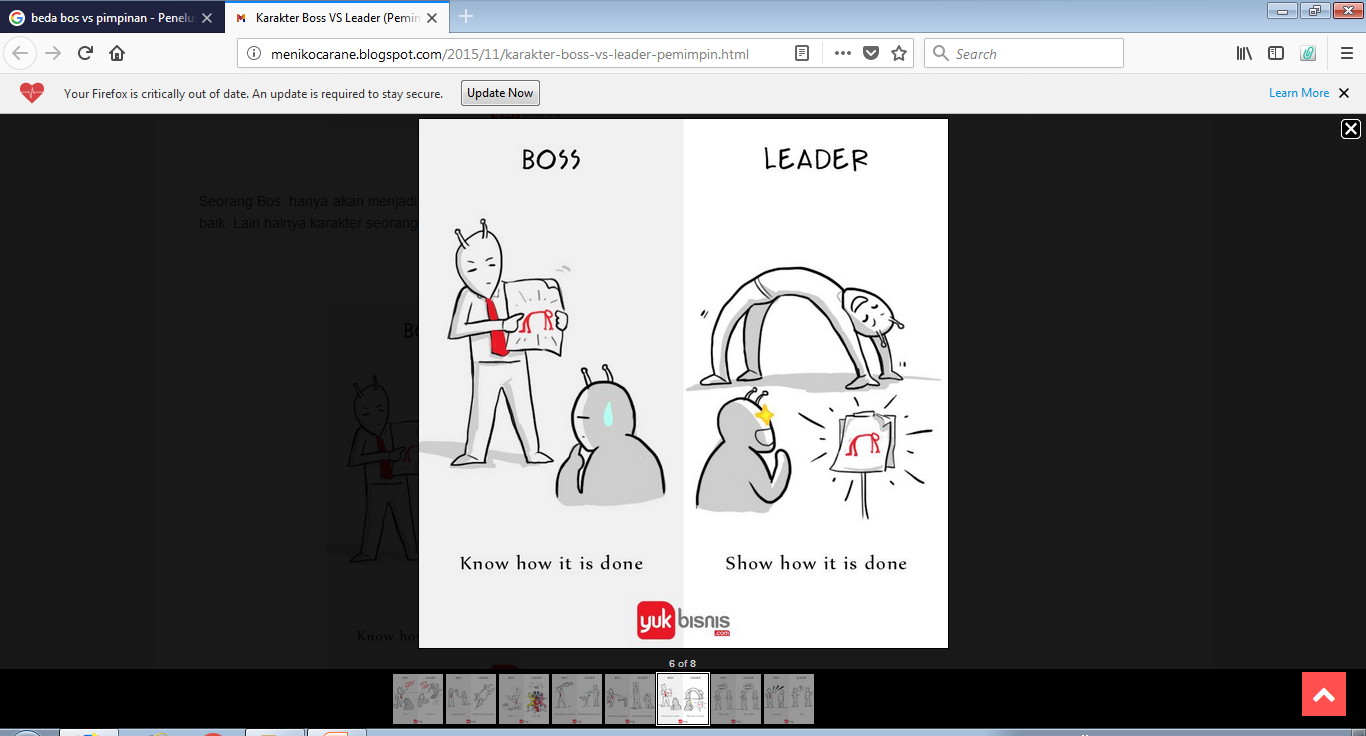 beda bos vs pimpinan - Penelu
Karakter Boss VS Leader (Pemim
menikocarane.blogspot.com/2015/11/karakter-boss-vs-leader-pemimpin.html
Search
Your Firefox is critically out of date. An update is required to stay secure.
Update Now
Learn More
Seorang Bos hanya akan menjadi
baik. Lain halnya karakter seorang
BOSS
LEADER
Know how it is done
Show how it is done
Know how
yuk bisnis
.com
6 of 8